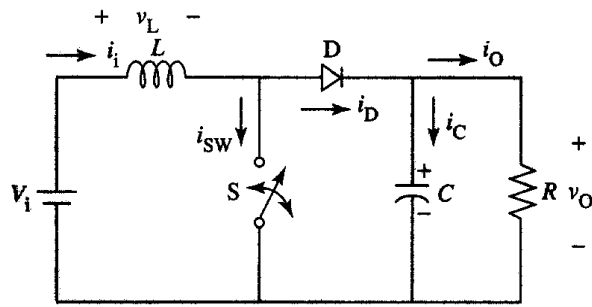 + v_L −
i_i L D i_O
i_D
i_SW i_C
+ +
V_i S C R v_O
− −